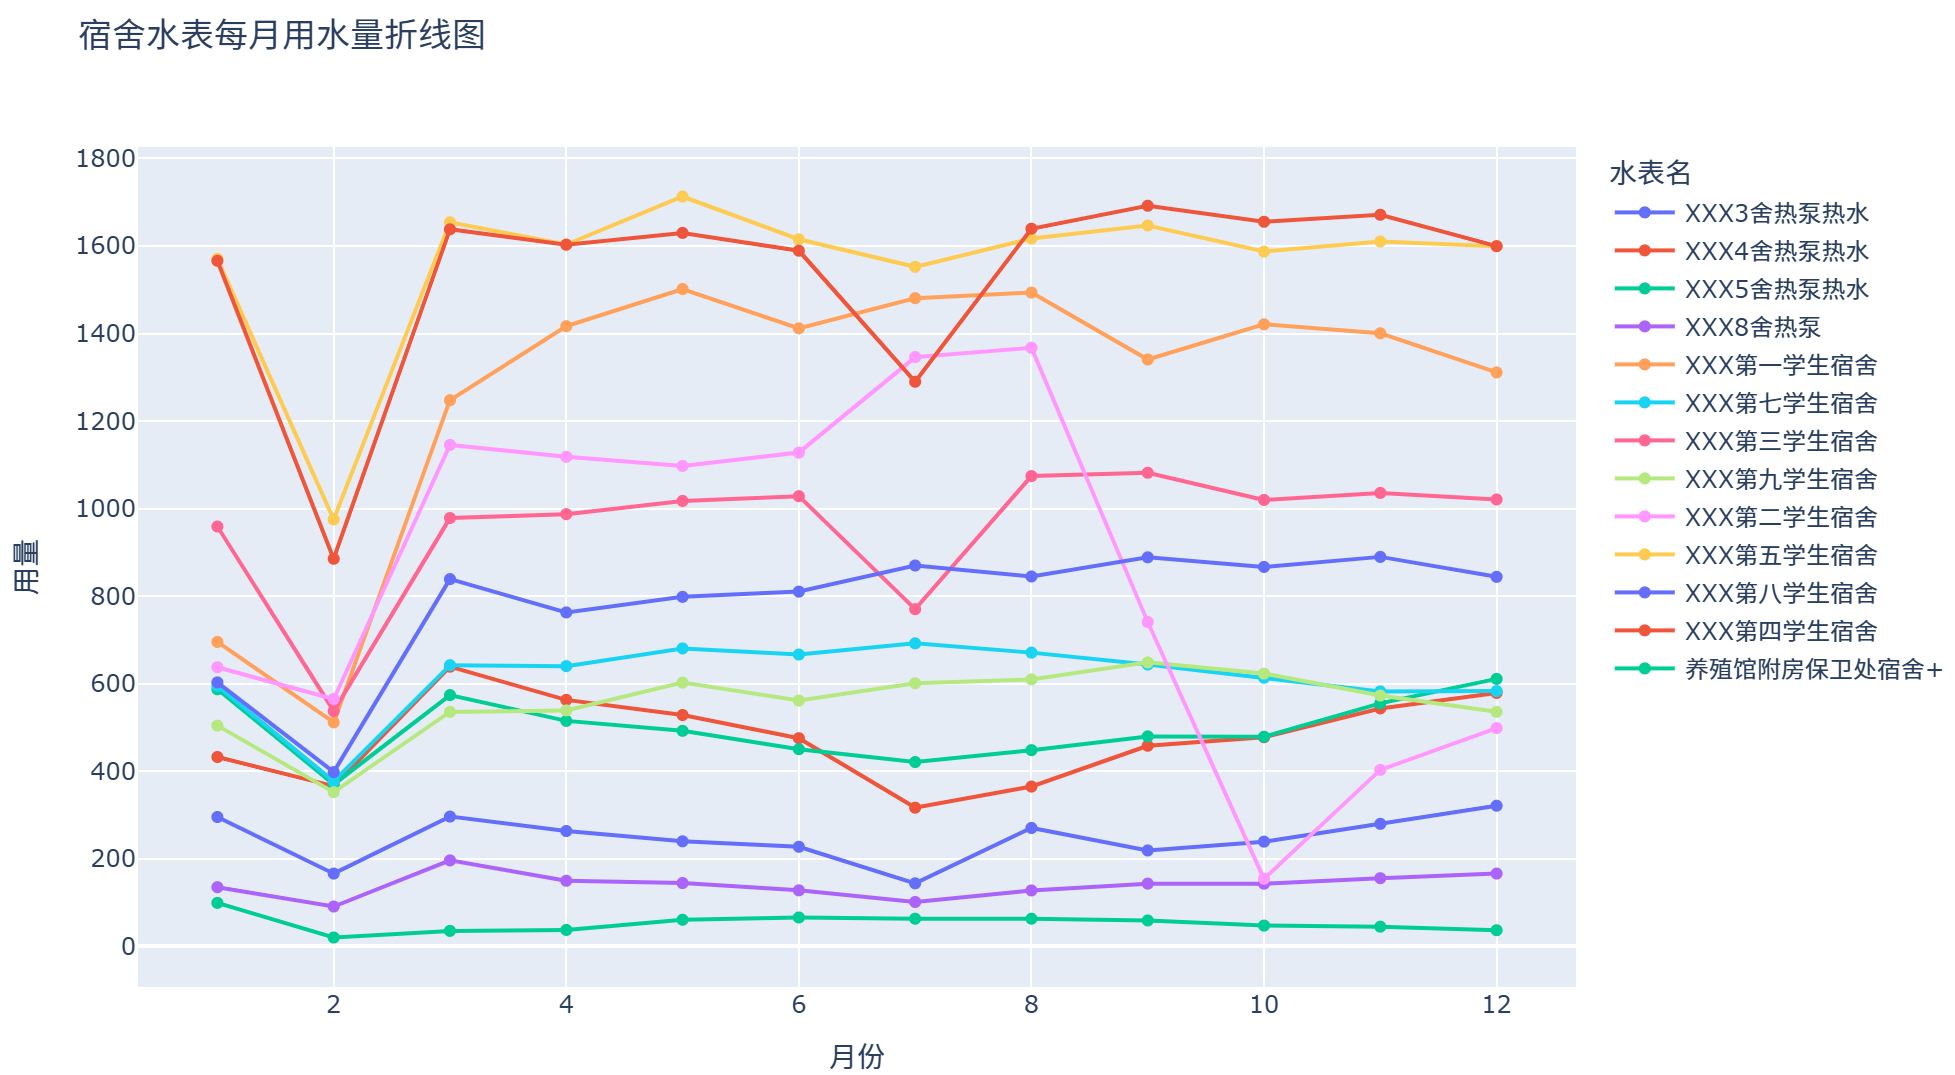 宿舍水表每月用水量折线图
1800
1600
1400
1200
1000
800
600
400
200
0
用量
2
4
6
8
10
12
月份
水表名
XXX3舍热泵热水
XXX4舍热泵热水
XXX5舍热泵热水
XXX8舍热泵
XXX第一学生宿舍
XXX第七学生宿舍
XXX第三学生宿舍
XXX第九学生宿舍
XXX第二学生宿舍
XXX第五学生宿舍
XXX第八学生宿舍
XXX第四学生宿舍
养殖馆附房保卫处宿舍+